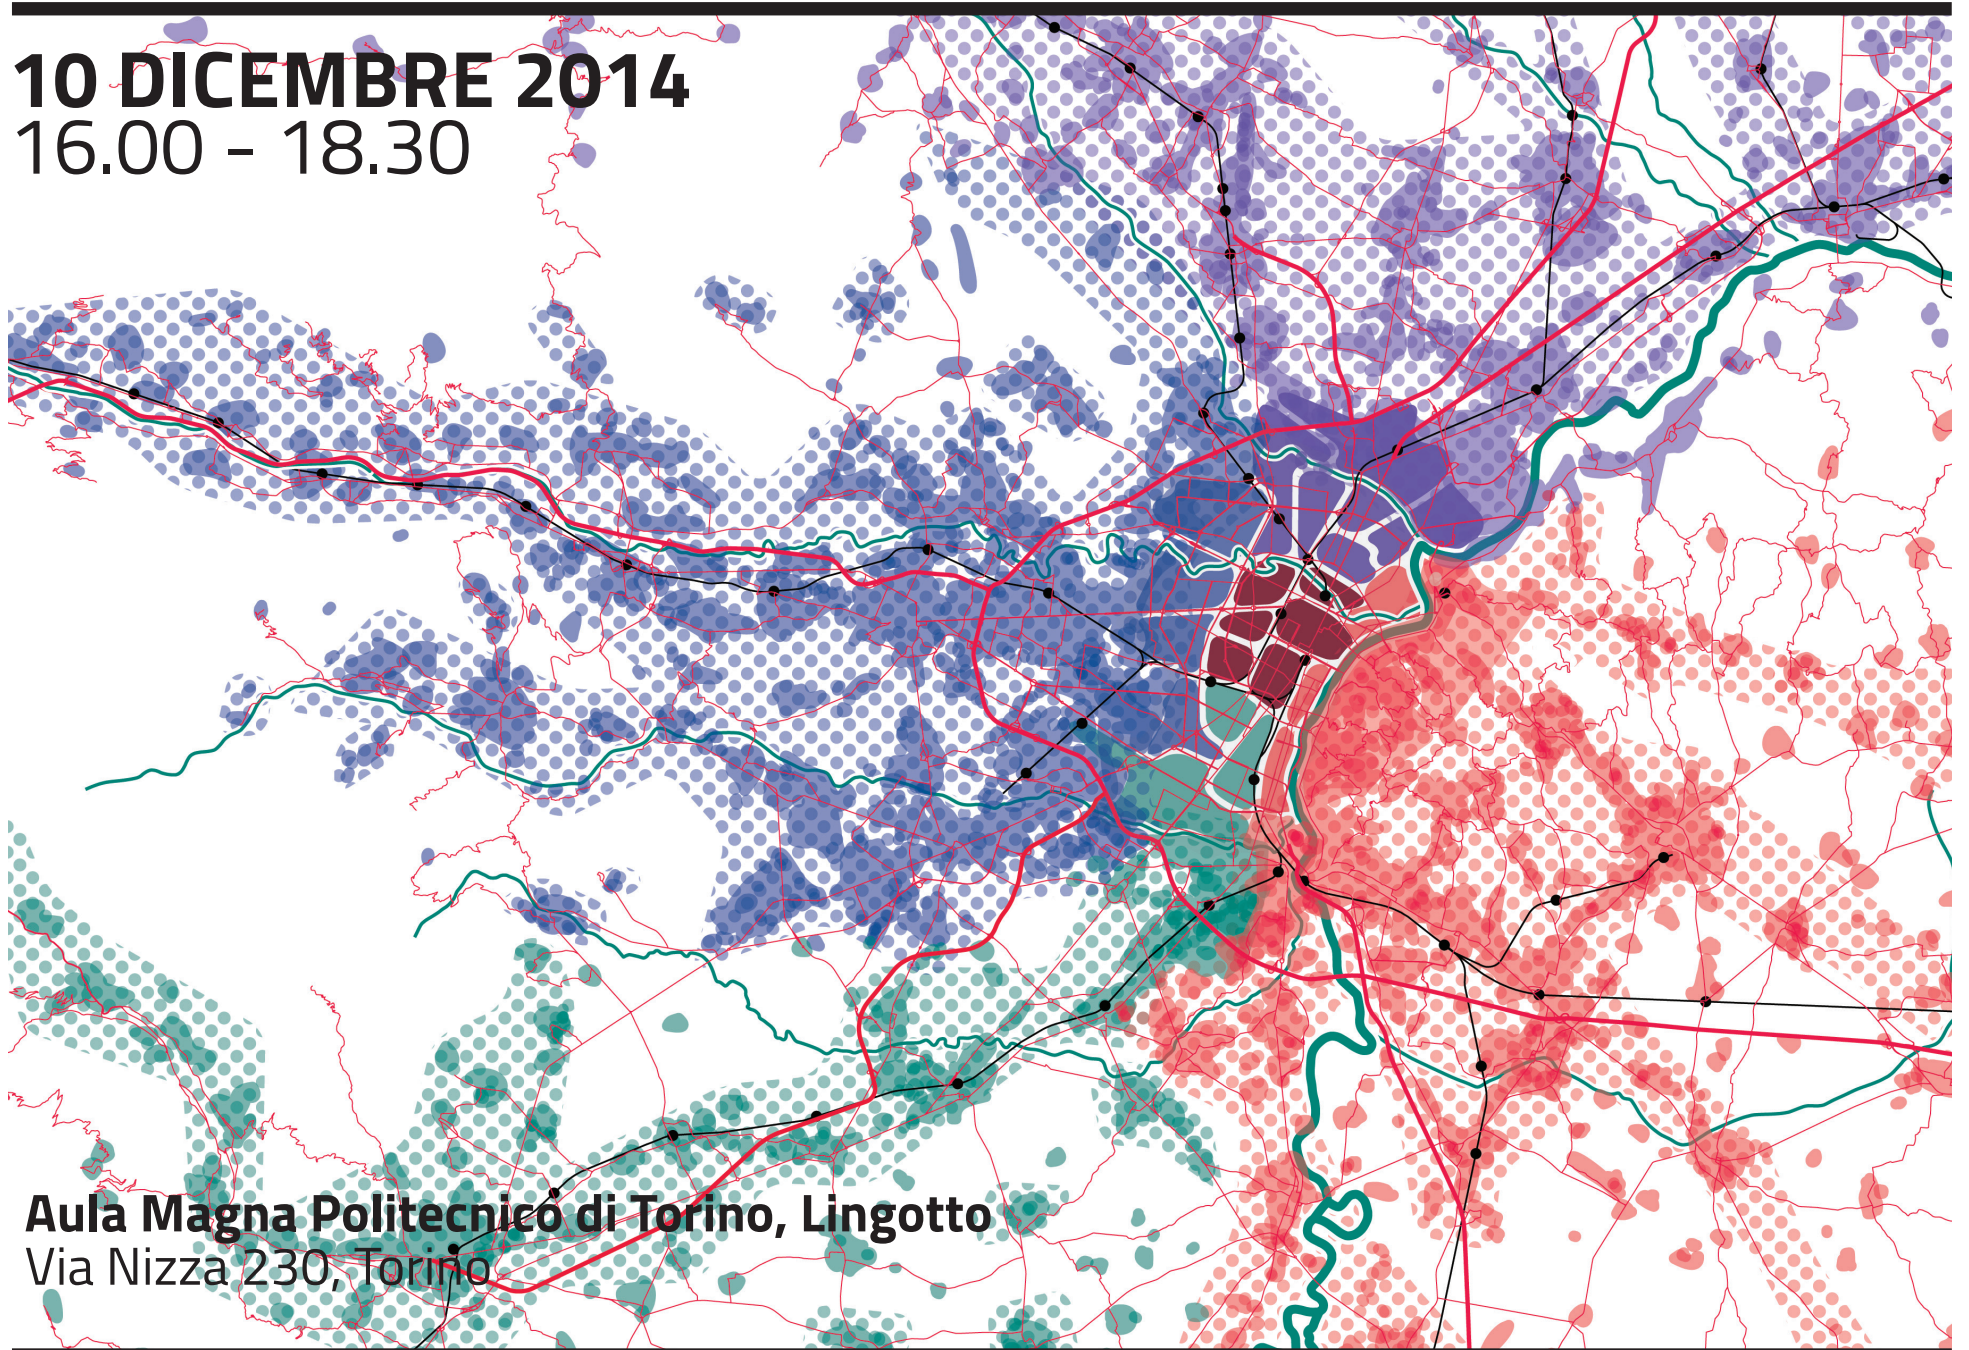 10 DICEMBRE 2014
16.00 - 18.30
Aula Magna Politecnico di Torino, Lingotto
Via Nizza 230, Torino